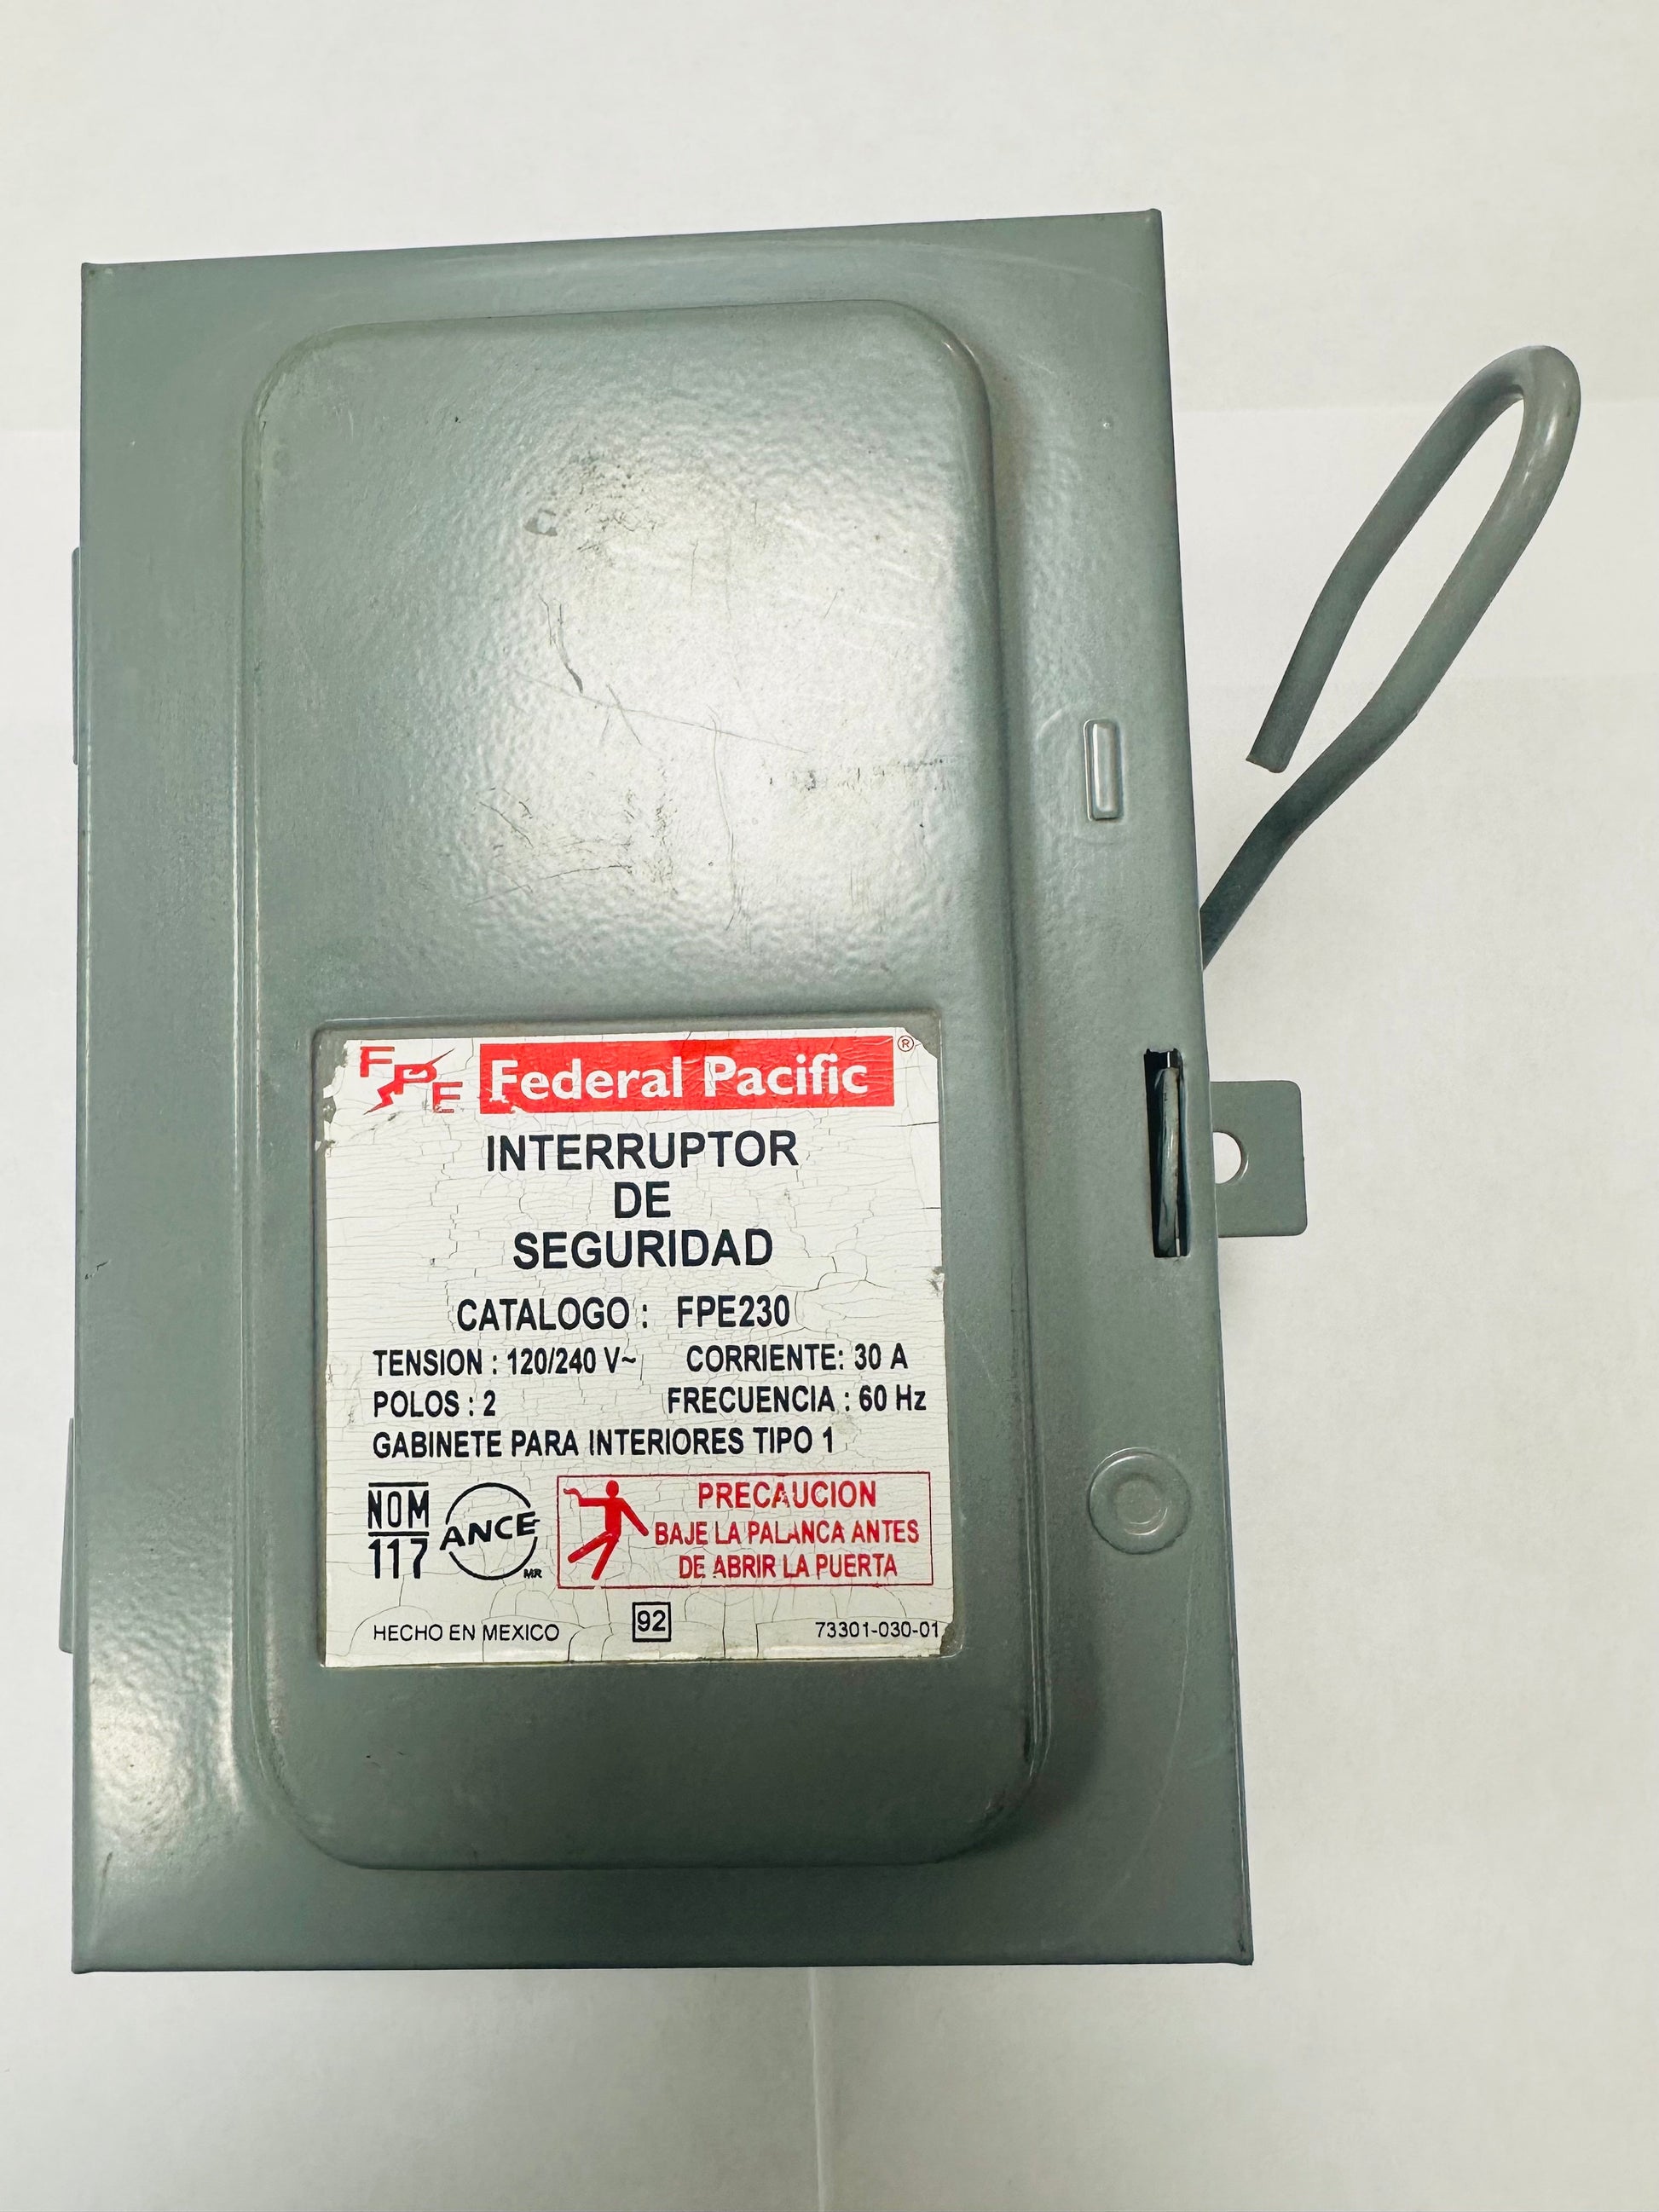 FPE Federal Pacific ®
INTERRUPTOR
DE
SEGURIDAD
CATALOGO : FPE230
TENSION : 120/240 V~ CORRIENTE: 30 A
POLOS : 2 FRECUENCIA : 60 Hz
GABINETE PARA INTERIORES TIPO 1
NOM
117
ANCE
MR
PRECAUCION
BAJE LA PALANCA ANTES
DE ABRIR LA PUERTA
HECHO EN MEXICO 92 73301-030-01